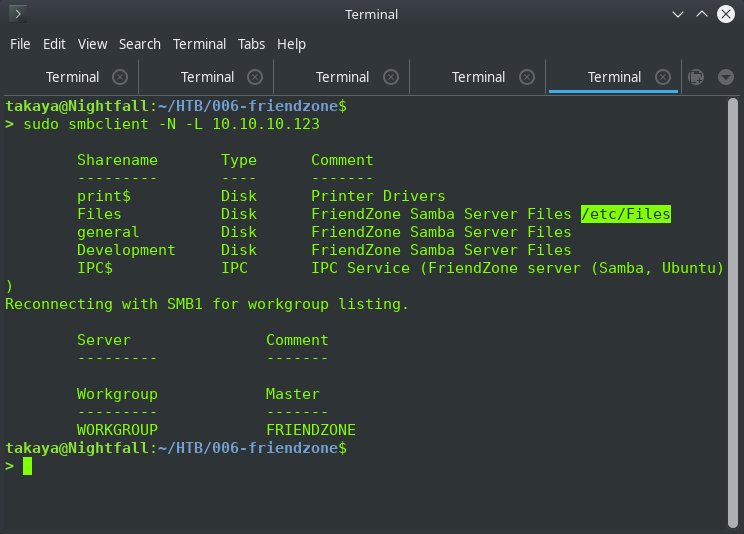 Terminal
File Edit View Search Terminal Tabs Help
Terminal Terminal Terminal Terminal Terminal
takaya@Nightfall:~/HTB/006-friendzone$
> sudo smbclient -N -L 10.10.10.123
Sharename Type Comment
--------- ---- -------
print$ Disk Printer Drivers
Files Disk FriendZone Samba Server Files /etc/Files
general Disk FriendZone Samba Server Files
Development Disk FriendZone Samba Server Files
IPC$ IPC IPC Service (FriendZone server (Samba, Ubuntu)
)
Reconnecting with SMB1 for workgroup listing.
Server Comment
--------- -------
Workgroup Master
--------- -------
WORKGROUP FRIENDZONE
takaya@Nightfall:~/HTB/006-friendzone$
>